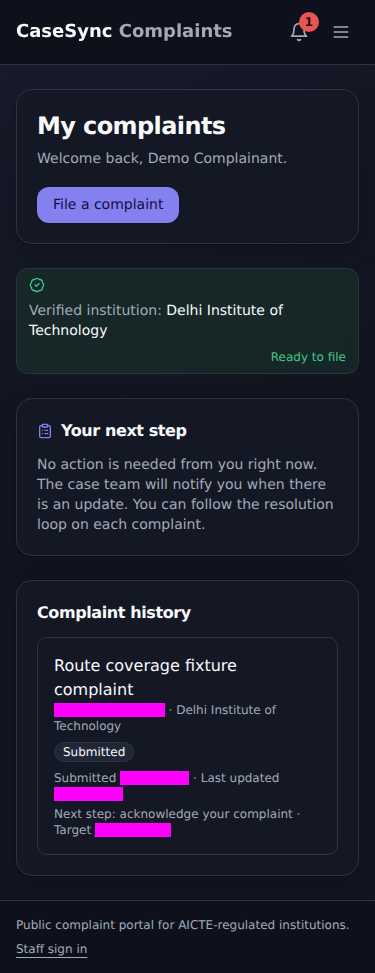 CaseSync Complaints
1
My complaints
Welcome back, Demo Complainant.
File a complaint
Verified institution: Delhi Institute of
Technology
Ready to file
Your next step
No action is needed from you right now.
The case team will notify you when there
is an update. You can follow the resolution
loop on each complaint.
Complaint history
Route coverage fixture
complaint
· Delhi Institute of
Technology
Submitted
Submitted · Last updated
Next step: acknowledge your complaint ·
Target
Public complaint portal for AICTE-regulated institutions.
Staff sign in